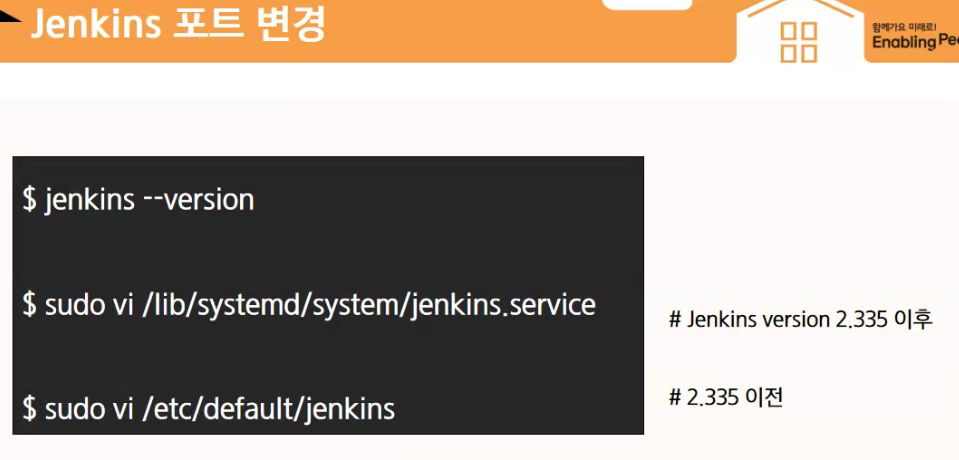 Jenkins 포트 변경
함께가요 미래로!
Enabling
$ jenkins --version
$ sudo vi /lib/systemd/system/jenkins.service
# Jenkins version 2.335 이후
$ sudo vi /etc/default/jenkins
# 2.335 이전